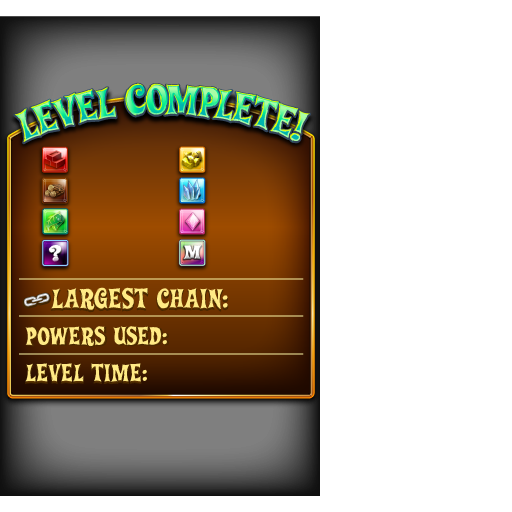 LEVEL COMPLETE!
?
M
LARGEST CHAIN:
POWERS USED:
LEVEL TIME: